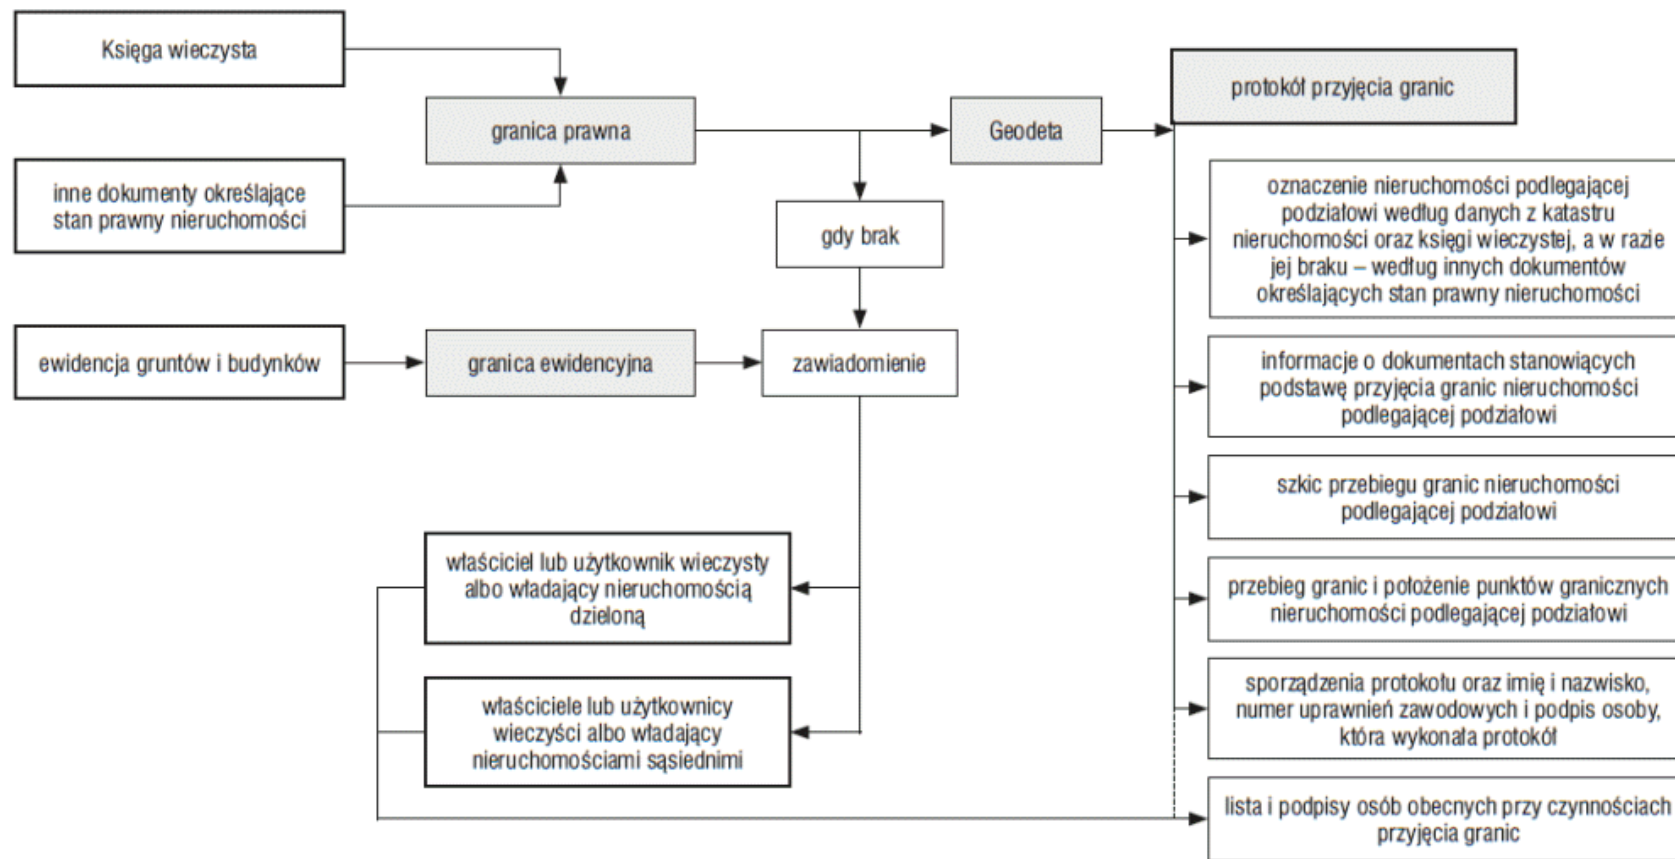 Księga wieczysta
inne dokumenty określające
stan prawny nieruchomości
ewidencja gruntów i budynków
granica prawna
granica ewidencyjna
gdy brak
zawiadomienie
właściciel lub użytkownik wieczysty
albo władający nieruchomością
dzieloną
właściciele lub użytkownicy
wieczyści albo władający
nieruchomościami sąsiednimi
Geodeta
protokół przyjęcia granic
oznaczenie nieruchomości podlegającej
podziałowi według danych z katastru
nieruchomości oraz księgi wieczystej, a w razie
jej braku – według innych dokumentów
określających stan prawny nieruchomości
informacje o dokumentach stanowiących
podstawę przyjęcia granic nieruchomości
podlegającej podziałowi
szkic przebiegu granic nieruchomości
podlegającej podziałowi
przebieg granic i położenie punktów granicznych
nieruchomości podlegającej podziałowi
sporządzenia protokołu oraz imię i nazwisko,
numer uprawnień zawodowych i podpis osoby,
która wykonała protokół
lista i podpisy osób obecnych przy czynnościach
przyjęcia granic